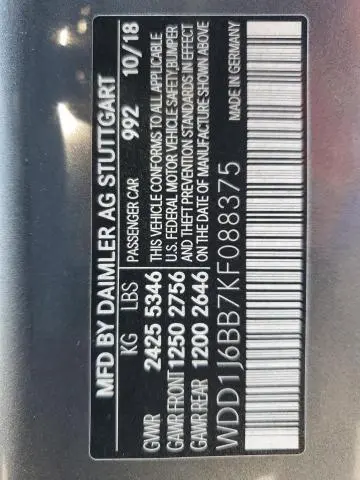 MFD BY DAIMLER AG STUTTGART
KG LBS PASSENGER CAR 992 10/18
GVWR 2425 5346 THIS VEHICLE CONFORMS TO ALL APPLICABLE
GAWR FRONT 1250 2756 U.S. FEDERAL MOTOR VEHICLE SAFETY, BUMPER
GAWR REAR 1200 2646 AND THEFT PREVENTION STANDARDS IN EFFECT
ON THE DATE OF MANUFACTURE SHOWN ABOVE
WDD1J6BB7KF088375 MADE IN GERMANY